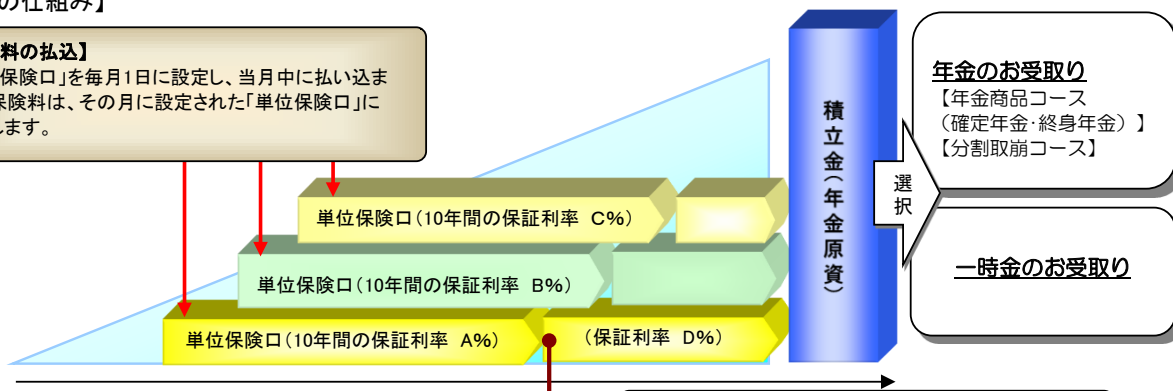 の仕組み】
料の払込】
保険口」を毎月1日に設定し、当月中に払い込ま
保険料は、その月に設定された「単位保険口」に
します。
積立金(年金原資)
選択
年金のお受取り
【年金商品コース
（確定年金･終身年金）】
【分割取崩コース】
一時金のお受取り
単位保険口(10年間の保証利率 C%)
単位保険口(10年間の保証利率 B%)
単位保険口(10年間の保証利率 A%)
(保証利率 D%)